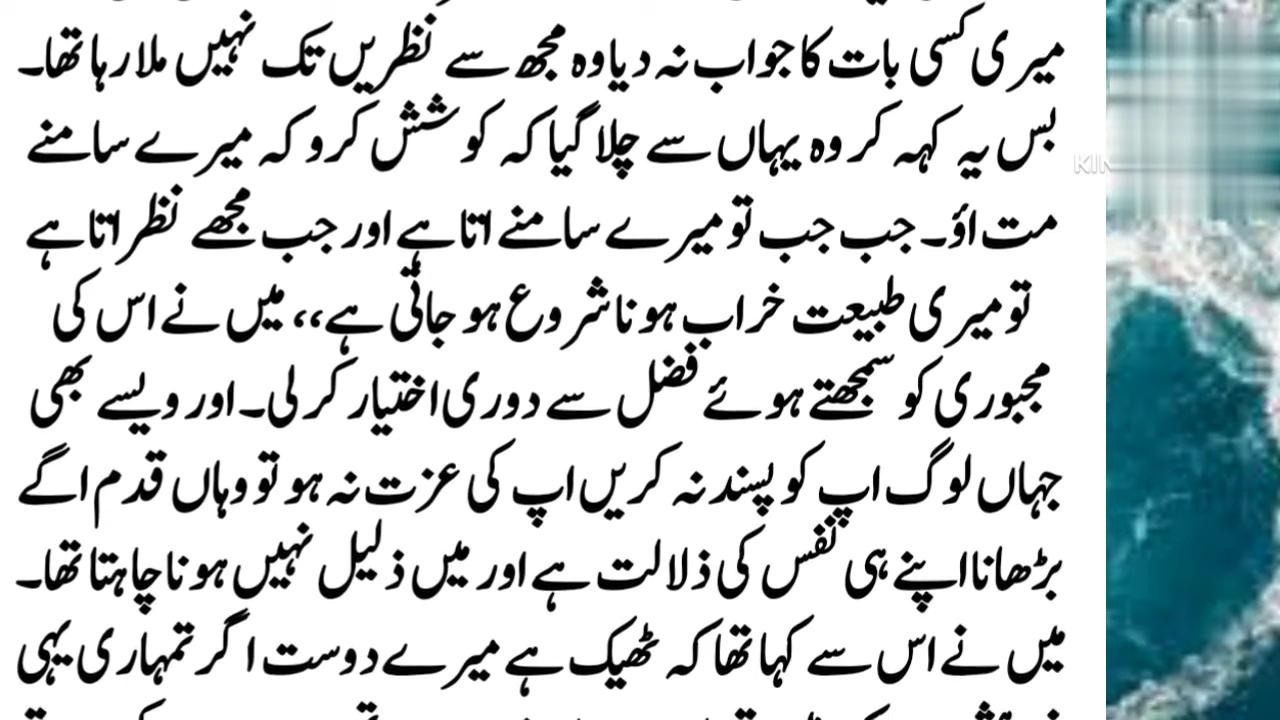 میری کسی بات کا جواب نہ دیا وہ مجھ سے نظریں تک نہیں ملا رہا تھا۔
بس یہ کہہ کر وہ یہاں سے چلا گیا کہ کوشش کرو کہ میرے سامنے
مت اؤ۔ جب جب تو میرے سامنے اتا ہے اور جب مجھے نظر اتا ہے
تو میری طبیعت خراب ہونا شروع ہو جاتی ہے،، میں نے اس کی
مجبوری کو سمجھتے ہوئے فضل سے دوری اختیار کر لی۔ اور ویسے بھی
جہاں لوگ اپ کو پسند نہ کریں اپ کی عزت نہ ہو تو وہاں قدم اگے
بڑھانا اپنے ہی نفس کی ذلالت ہے اور میں ذلیل نہیں ہونا چاہتا تھا۔
میں نے اس سے کہا تھا کہ ٹھیک ہے میرے دوست اگر تمہاری یہی
KIN